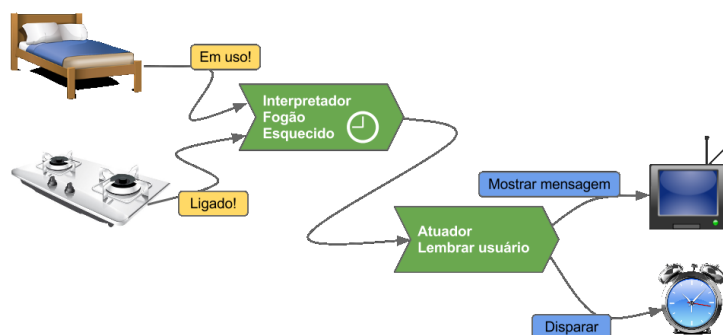 Em uso!
Interpretador
Fogão
Esquecido
Ligado!
Mostrar mensagem
Atuador
Lembrar usuário
Disparar